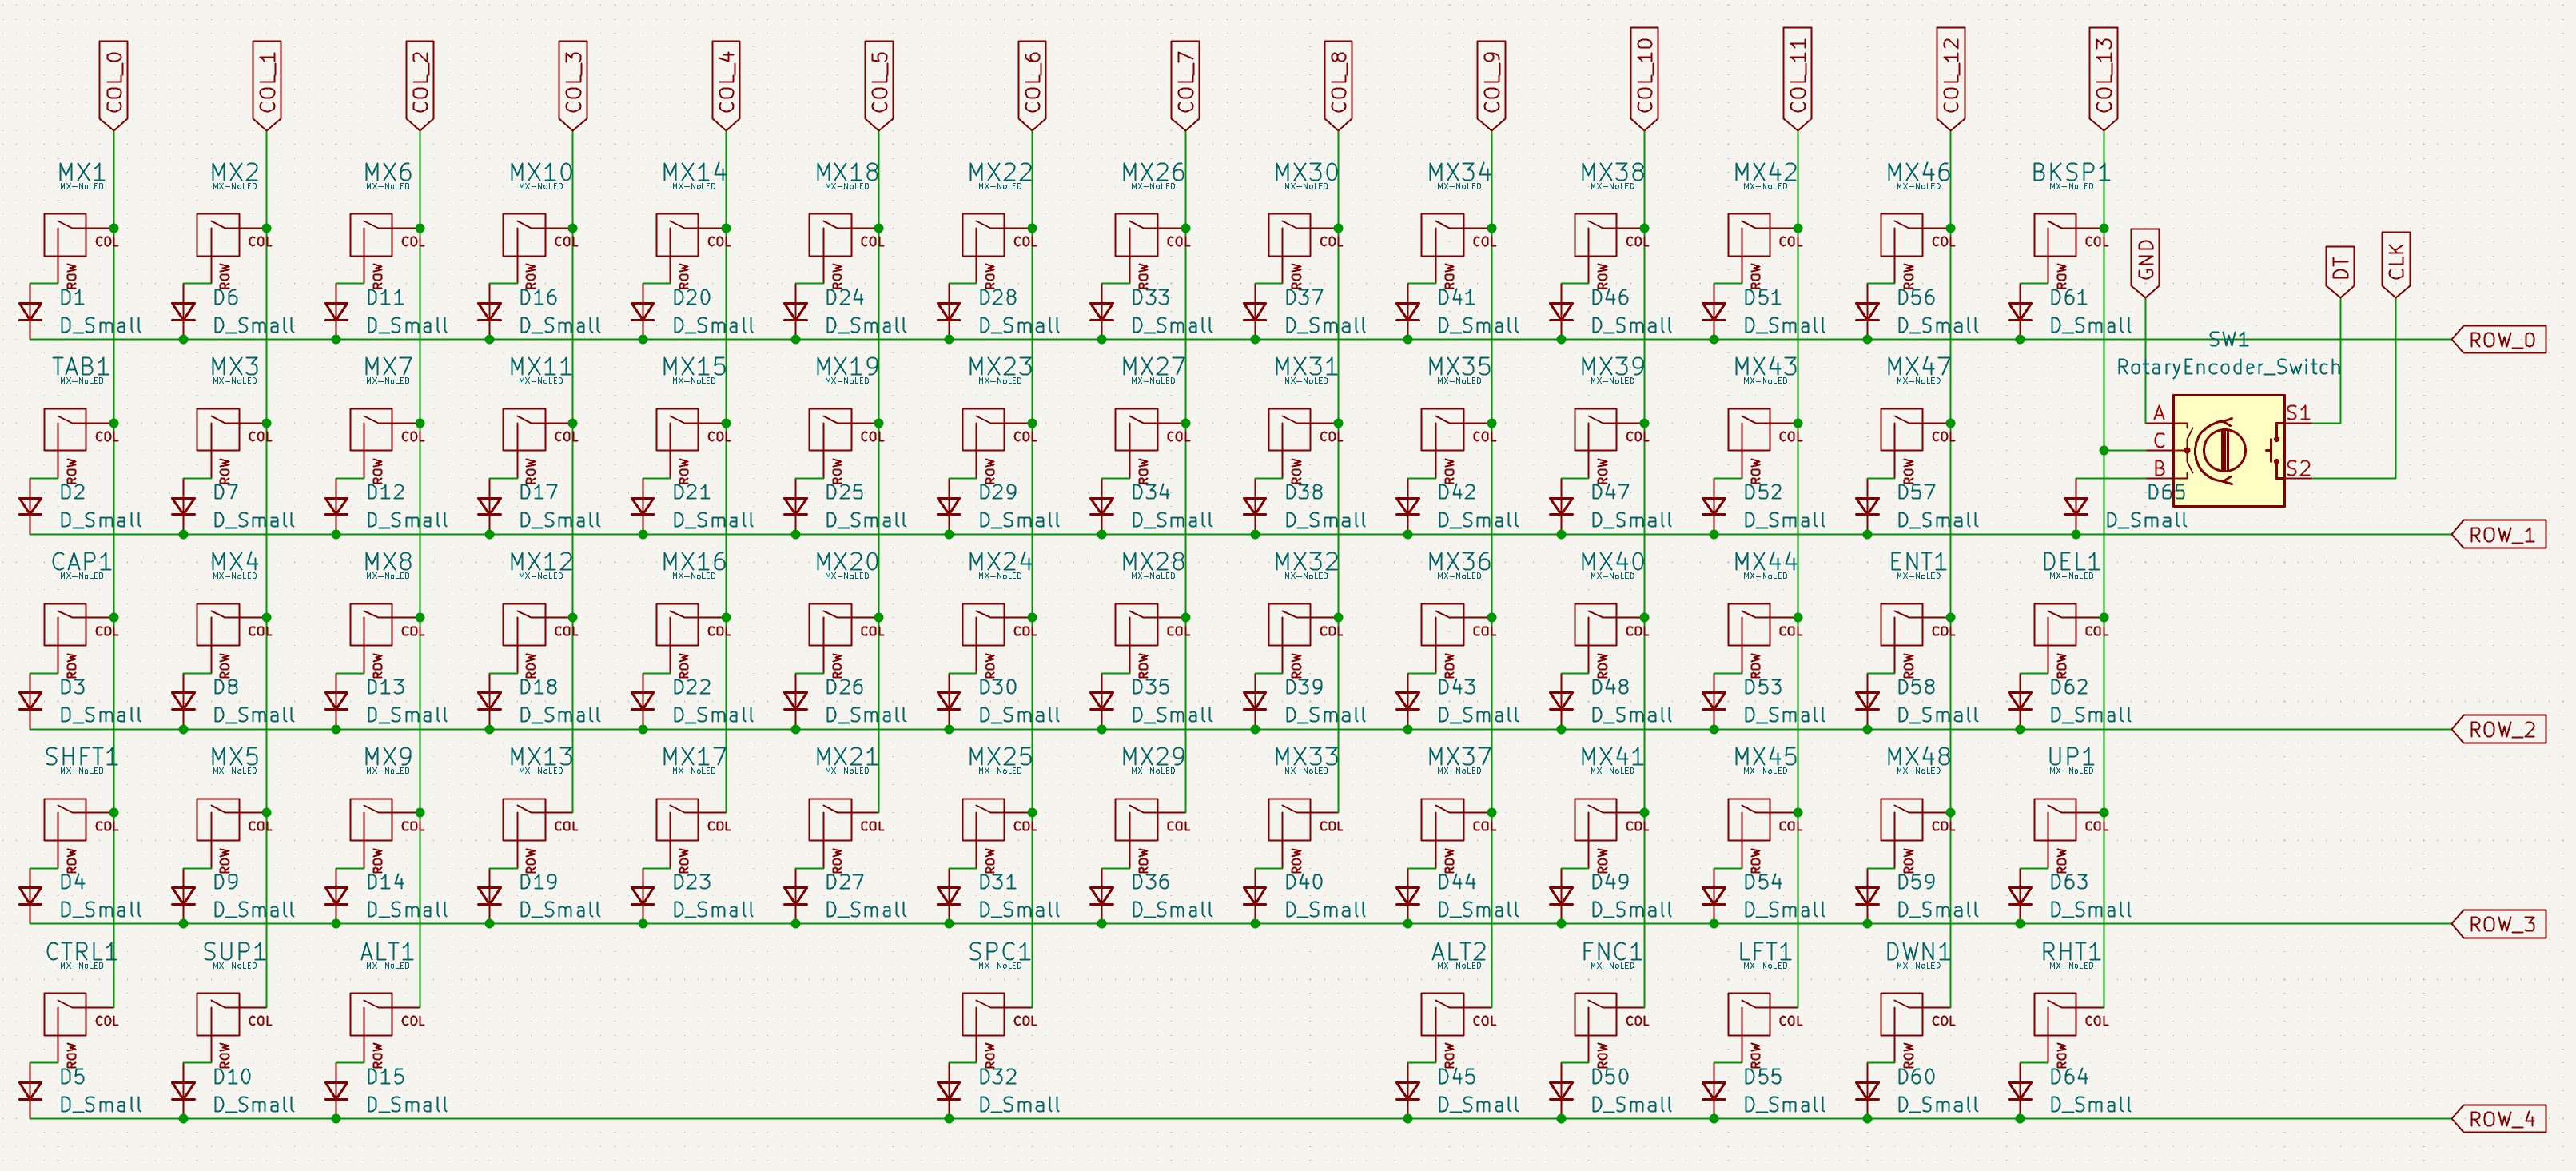 COL_0 COL_1 COL_2 COL_3 COL_4 COL_5 COL_6 COL_7 COL_8 COL_9 COL_10 COL_11 COL_12 COL_13
MX1 MX2 MX6 MX10 MX14 MX18 MX22 MX26 MX30 MX34 MX38 MX42 MX46 BKSP1
MX-NoLED MX-NoLED MX-NoLED MX-NoLED MX-NoLED MX-NoLED MX-NoLED MX-NoLED MX-NoLED MX-NoLED MX-NoLED MX-NoLED MX-NoLED MX-NoLED
COL COL COL COL COL COL COL COL COL COL COL COL COL COL GND DT CLK
ROW ROW ROW ROW ROW ROW ROW ROW ROW ROW ROW ROW ROW ROW
D1 D6 D11 D16 D20 D24 D28 D33 D37 D41 D46 D51 D56 D61
D_Small D_Small D_Small D_Small D_Small D_Small D_Small D_Small D_Small D_Small D_Small D_Small D_Small D_Small
SW1 ROW_0
TAB1 MX3 MX7 MX11 MX15 MX19 MX23 MX27 MX31 MX35 MX39 MX43 MX47 RotaryEncoder_Switch
MX-NoLED MX-NoLED MX-NoLED MX-NoLED MX-NoLED MX-NoLED MX-NoLED MX-NoLED MX-NoLED MX-NoLED MX-NoLED MX-NoLED MX-NoLED
A S1
COL COL COL COL COL COL COL COL COL COL COL COL COL C
ROW ROW ROW ROW ROW ROW ROW ROW ROW ROW ROW ROW ROW B S2
D2 D7 D12 D17 D21 D25 D29 D34 D38 D42 D47 D52 D57 D65
D_Small D_Small D_Small D_Small D_Small D_Small D_Small D_Small D_Small D_Small D_Small D_Small D_Small D_Small
ROW_1
CAP1 MX4 MX8 MX12 MX16 MX20 MX24 MX28 MX32 MX36 MX40 MX44 ENT1 DEL1
MX-NoLED MX-NoLED MX-NoLED MX-NoLED MX-NoLED MX-NoLED MX-NoLED MX-NoLED MX-NoLED MX-NoLED MX-NoLED MX-NoLED MX-NoLED MX-NoLED
COL COL COL COL COL COL COL COL COL COL COL COL COL COL
ROW ROW ROW ROW ROW ROW ROW ROW ROW ROW ROW ROW ROW ROW
D3 D8 D13 D18 D22 D26 D30 D35 D39 D43 D48 D53 D58 D62
D_Small D_Small D_Small D_Small D_Small D_Small D_Small D_Small D_Small D_Small D_Small D_Small D_Small D_Small
ROW_2
SHFT1 MX5 MX9 MX13 MX17 MX21 MX25 MX29 MX33 MX37 MX41 MX45 MX48 UP1
MX-NoLED MX-NoLED MX-NoLED MX-NoLED MX-NoLED MX-NoLED MX-NoLED MX-NoLED MX-NoLED MX-NoLED MX-NoLED MX-NoLED MX-NoLED MX-NoLED
COL COL COL COL COL COL COL COL COL COL COL COL COL COL
ROW ROW ROW ROW ROW ROW ROW ROW ROW ROW ROW ROW ROW ROW
D4 D9 D14 D19 D23 D27 D31 D36 D40 D44 D49 D54 D59 D63
D_Small D_Small D_Small D_Small D_Small D_Small D_Small D_Small D_Small D_Small D_Small D_Small D_Small D_Small
ROW_3
CTRL1 SUP1 ALT1 SPC1 ALT2 FNC1 LFT1 DWN1 RHT1
MX-NoLED MX-NoLED MX-NoLED MX-NoLED MX-NoLED MX-NoLED MX-NoLED MX-NoLED MX-NoLED
COL COL COL COL COL COL COL COL COL
ROW ROW ROW ROW ROW ROW ROW ROW ROW
D5 D10 D15 D32 D45 D50 D55 D60 D64
D_Small D_Small D_Small D_Small D_Small D_Small D_Small D_Small D_Small
ROW_4